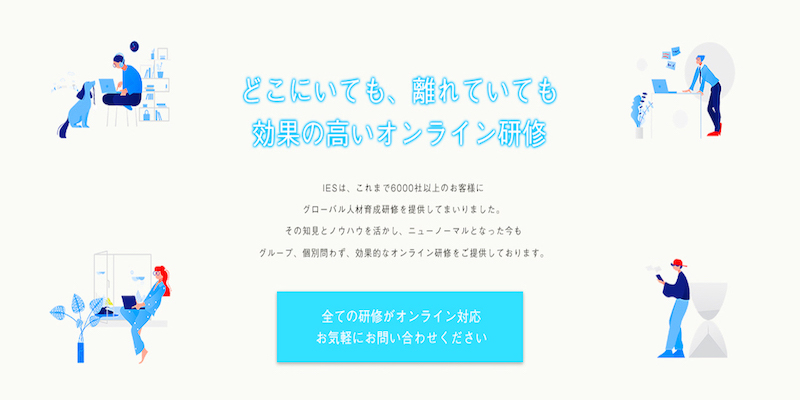 どこにいても、離れていても
効果の高いオンライン研修
IESは、これまで6000社以上のお客様に
グローバル人材育成研修を提供してまいりました。
その知見とノウハウを活かし、ニューノーマルとなった今も
グループ、個別問わず、効果的なオンライン研修をご提供しております。
全ての研修がオンライン対応
お気軽にお問い合わせください